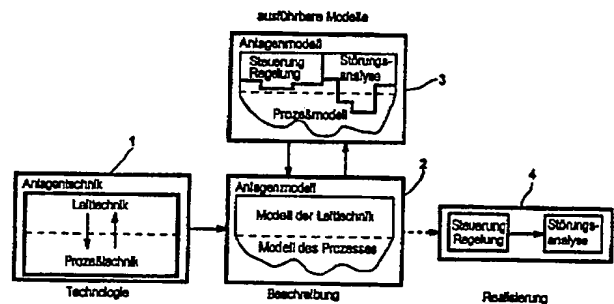 ausführbare Modelle
Anlagenmodell
Steuerung
Regelung
Störungs-
analyse
Prozeßmodell
3
1
Anlagentechnik
Leittechnik
Prozeßtechnik
Technologie
2
Anlagenmodell
Modell der Leittechnik
Modell des Prozesses
Beschreibung
4
Steuerung
Regelung
Störungs-
analyse
Realisierung